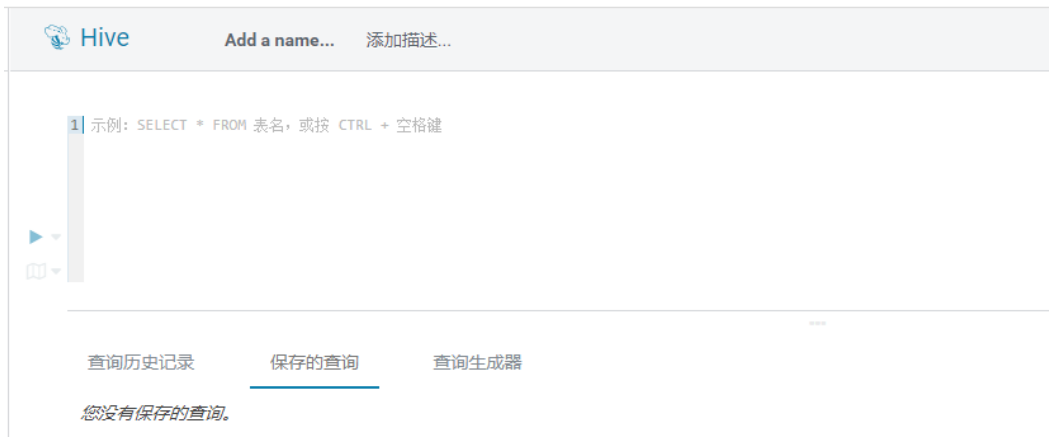 Hive Add a name... 添加描述...
1 示例: SELECT * FROM 表名，或按 CTRL + 空格键
查询历史记录 保存的查询 查询生成器
您没有保存的查询。